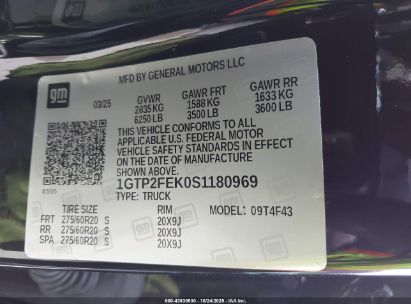 MFD BY GENERAL MOTORS LLC
gm
03/25
GVWR GAWR FRT GAWR RR
2835 KG 1588 KG 1633 KG
6250 LB 3500 LB 3600 LB
THIS VEHICLE CONFORMS TO ALL
APPLICABLE U.S. FEDERAL MOTOR
VEHICLE SAFETY STANDARDS IN EFFECT
ON THE DATE OF MANUFACTURE SHOWN ABOVE.
1GTP2FEK0S1180969
R555
TYPE: TRUCK
TIRE SIZE RIM MODEL: 09T4F43
FRT 275/60R20 S 20X9J
RR 275/60R20 S 20X9J
SPA 275/60R20 S 20X9J